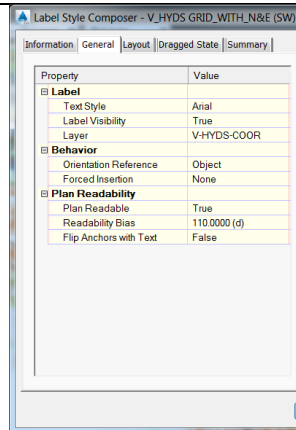 Label Style Composer - V_HYDS GRID_WITH_N&E (SW)
Information General Layout Dragged State Summary
Property Value
Label
Text Style Arial
Label Visibility True
Layer V-HYDS-COOR
Behavior
Orientation Reference Object
Forced Insertion None
Plan Readability
Plan Readable True
Readability Bias 110.0000 (d)
Flip Anchors with Text False